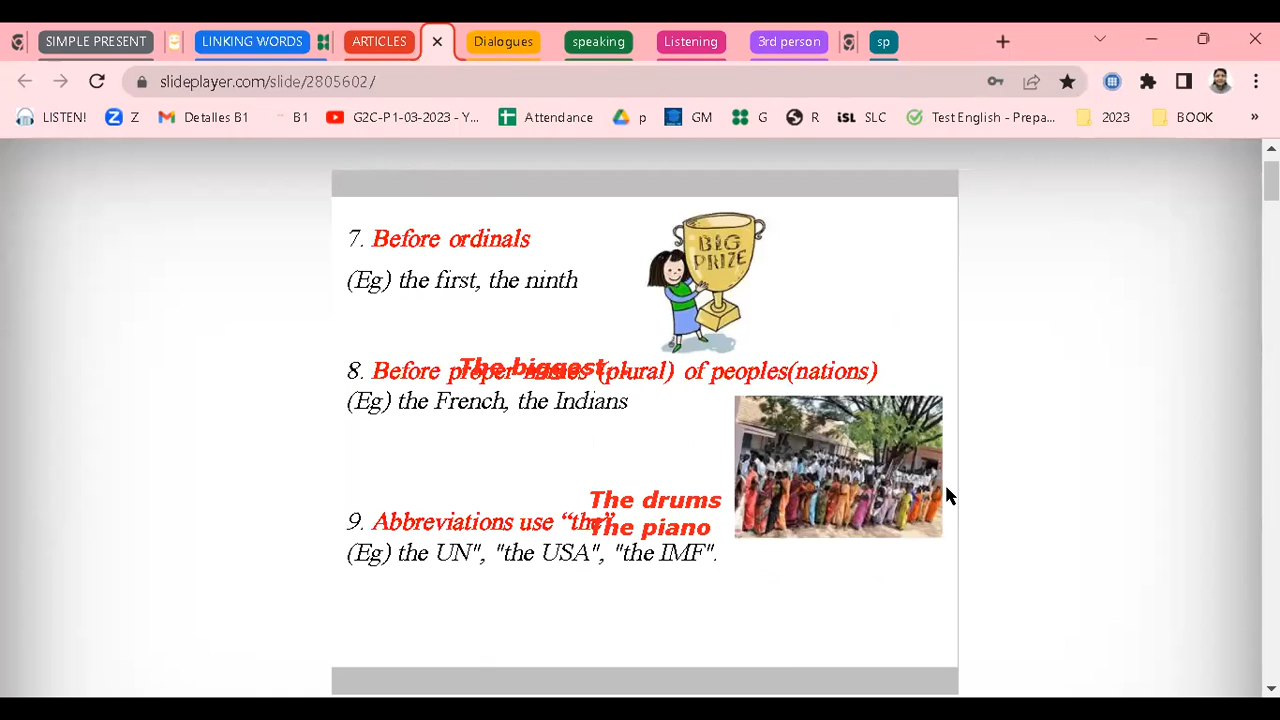 SIMPLE PRESENT
LINKING WORDS
ARTICLES
Dialogues
speaking
Listening
3rd person
sp
slideplayer.com/slide/2805602/
LISTEN!
Z
Detalles B1
B1
G2C-P1-03-2023 - Y...
Attendance
p
GM
G
R
iSL SLC
Test English - Prepa...
2023
BOOK
»
BIG
PRIZE
7. Before ordinals
(Eg) the first, the ninth
The biggest...
8. Before proper names (plural) of peoples(nations)
(Eg) the French, the Indians
The drums
9. Abbreviations use “the”
The piano
(Eg) the UN", "the USA", "the IMF".